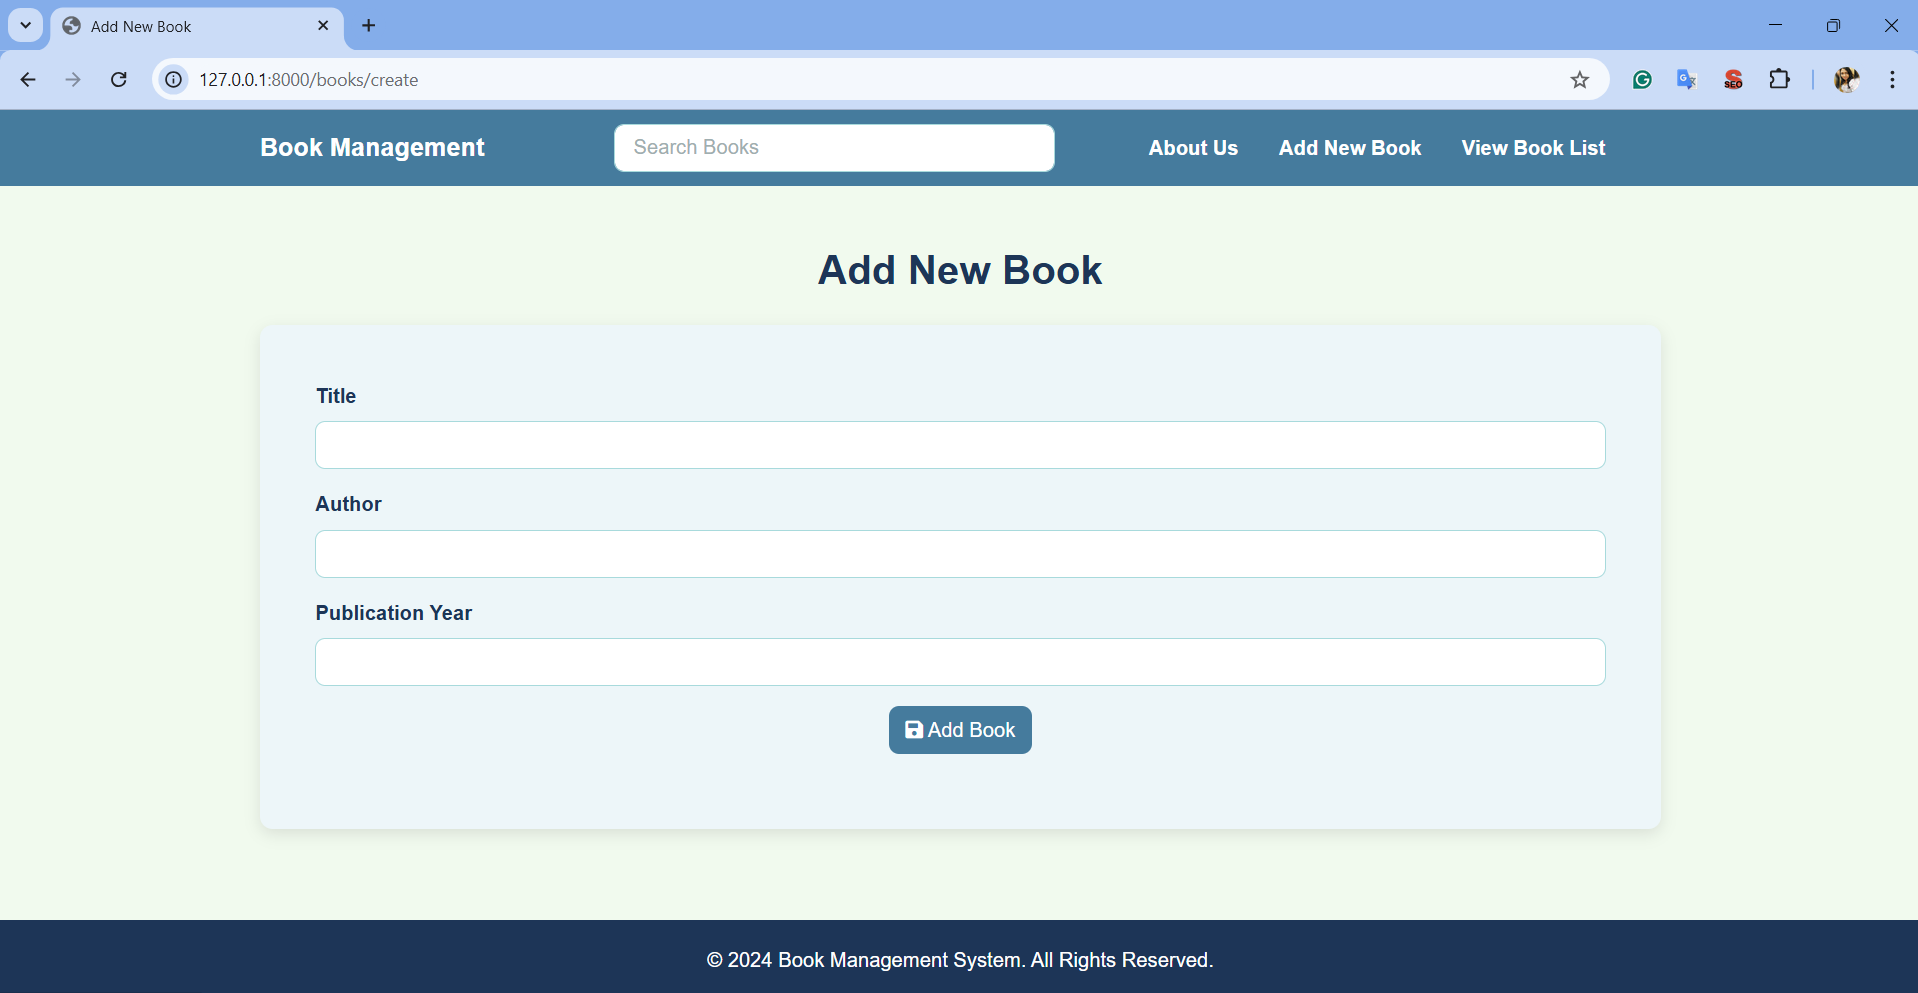 Add New Book
127.0.0.1:8000/books/create
SEO
Book Management
Search Books
About Us
Add New Book
View Book List
Add New Book
Title
Author
Publication Year
Add Book
© 2024 Book Management System. All Rights Reserved.